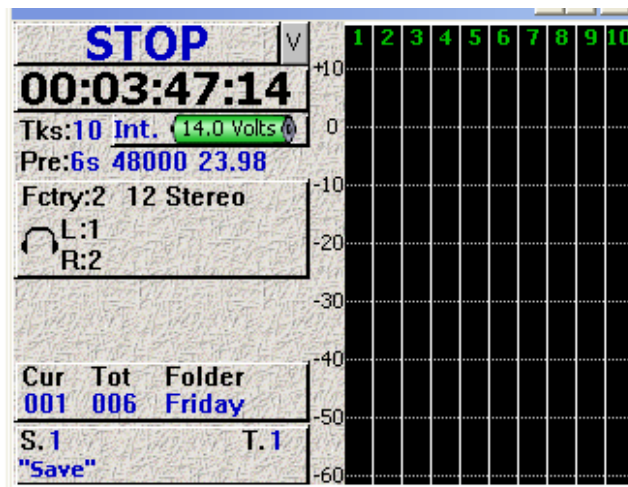 STOP V
00:03:47:14
Tks:10 Int. 14.0 Volts
Pre:6s 48000 23.98
Fctry:2 12 Stereo
L:1
R:2
Cur Tot Folder
001 006 Friday
S.1 T.1
"Save"
1 2 3 4 5 6 7 8 9 10
+10
0
-10
-20
-30
-40
-50
-60